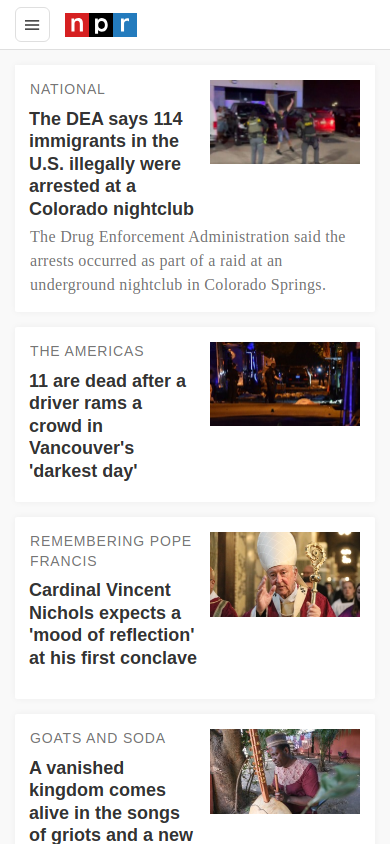 npr
NATIONAL
The DEA says 114
immigrants in the
U.S. illegally were
arrested at a
Colorado nightclub
The Drug Enforcement Administration said the
arrests occurred as part of a raid at an
underground nightclub in Colorado Springs.
THE AMERICAS
11 are dead after a
driver rams a
crowd in
Vancouver's
'darkest day'
REMEMBERING POPE
FRANCIS
Cardinal Vincent
Nichols expects a
'mood of reflection'
at his first conclave
GOATS AND SODA
A vanished
kingdom comes
alive in the songs
of griots and a new